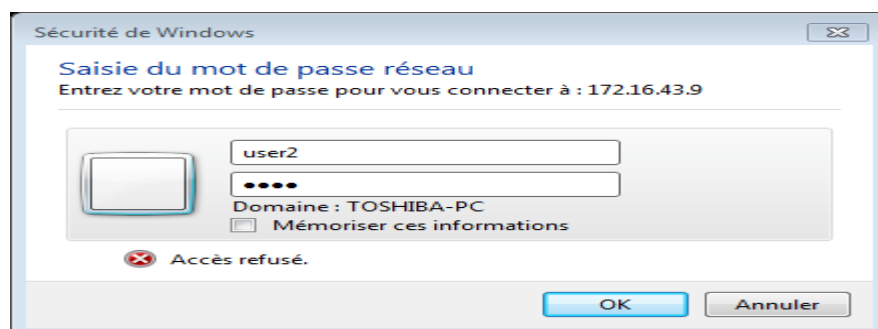 Sécurité de Windows
Saisie du mot de passe réseau
Entrez votre mot de passe pour vous connecter à : 172.16.43.9
user2
●●●●
Domaine : TOSHIBA-PC
Mémoriser ces informations
Accès refusé.
OK Annuler